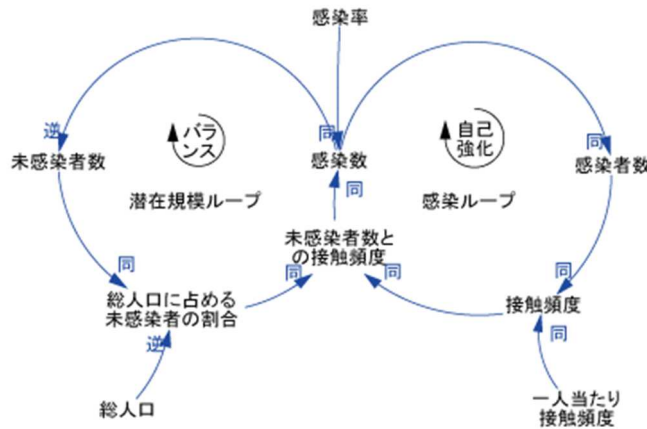 感染率
逆
バラ
ンス
同
自己
強化
同
未感染者数
感染数
感染者数
潜在規模ループ
同
感染ループ
未感染者数と
の接触頻度
同
同
同
同
総人口に占める
未感染者の割合
接触頻度
逆
同
総人口
一人当たり
接触頻度